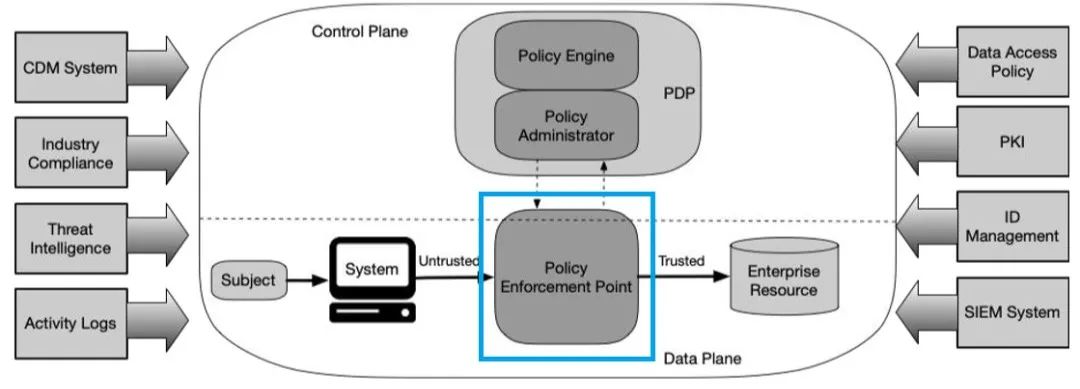 Control Plane
CDM System
Industry
Compliance
Threat
Intelligence
Activity Logs
Policy Engine
Policy
Administrator
PDP
Subject
System
Untrusted
Policy
Enforcement Point
Trusted
Enterprise
Resource
Data Plane
Data Access
Policy
PKI
ID
Management
SIEM System